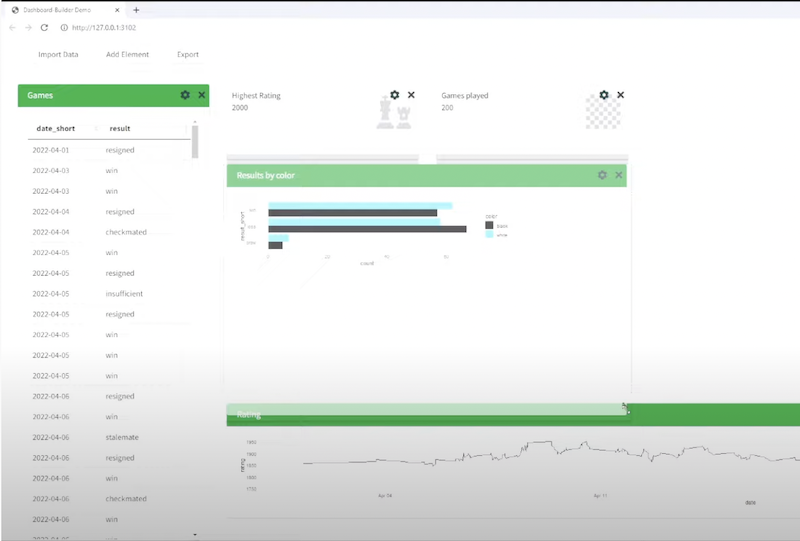 Dashboard-Builder Demo
http://127.0.0.1:3102
Import Data
Add Element
Export
Games
date_short result
2022-04-01 resigned
2022-04-03 win
2022-04-03 win
2022-04-04 resigned
2022-04-04 checkmated
2022-04-05 win
2022-04-05 resigned
2022-04-05 insufficient
2022-04-05 resigned
2022-04-05 win
2022-04-05 win
2022-04-05 win
2022-04-06 resigned
2022-04-06 win
2022-04-06 stalemate
2022-04-06 resigned
2022-04-06 win
2022-04-06 checkmated
2022-04-06 win
Highest Rating
2000
Games played
200
Results by color
result_short
0
20
40
60
count
color
black
white
Rating
rating
Apr 04
date